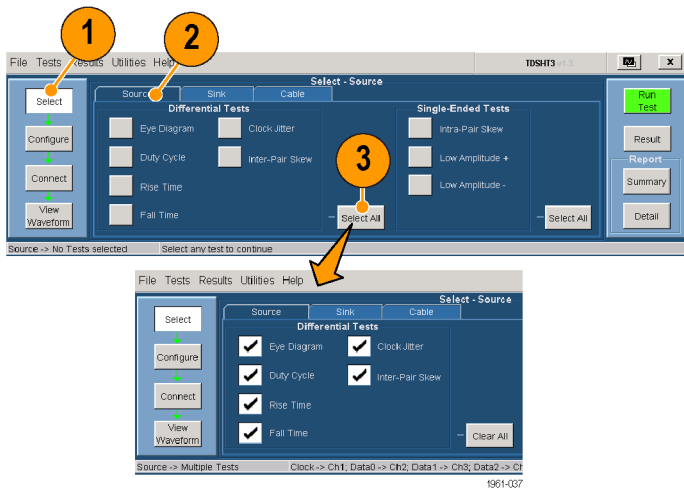 1
2
File Tests Results Utilities Help
TDSHT3 v1.3
X
Select - Source
Select
Source Sink Cable
Run Test
Differential Tests
Single-Ended Tests
Eye Diagram Clock Jitter
Intra-Pair Skew
Configure
Result
3
Duty Cycle Inter-Pair Skew
Low Amplitude +
Report
Connect
Rise Time
Low Amplitude -
Summary
View Waveform
Fall Time
Select All
Select All
Detail
Source -> No Tests selected
Select any test to continue
File Tests Results Utilities Help
Select - Source
Select
Source Sink Cable
Differential Tests
Eye Diagram Clock Jitter
Configure
Duty Cycle Inter-Pair Skew
Connect
Rise Time
View Waveform
Fall Time
Clear All
Source -> Multiple Tests
Clock -> Ch1; Data0 -> Ch2; Data1 -> Ch3; Data2 -> Ch
1961-037